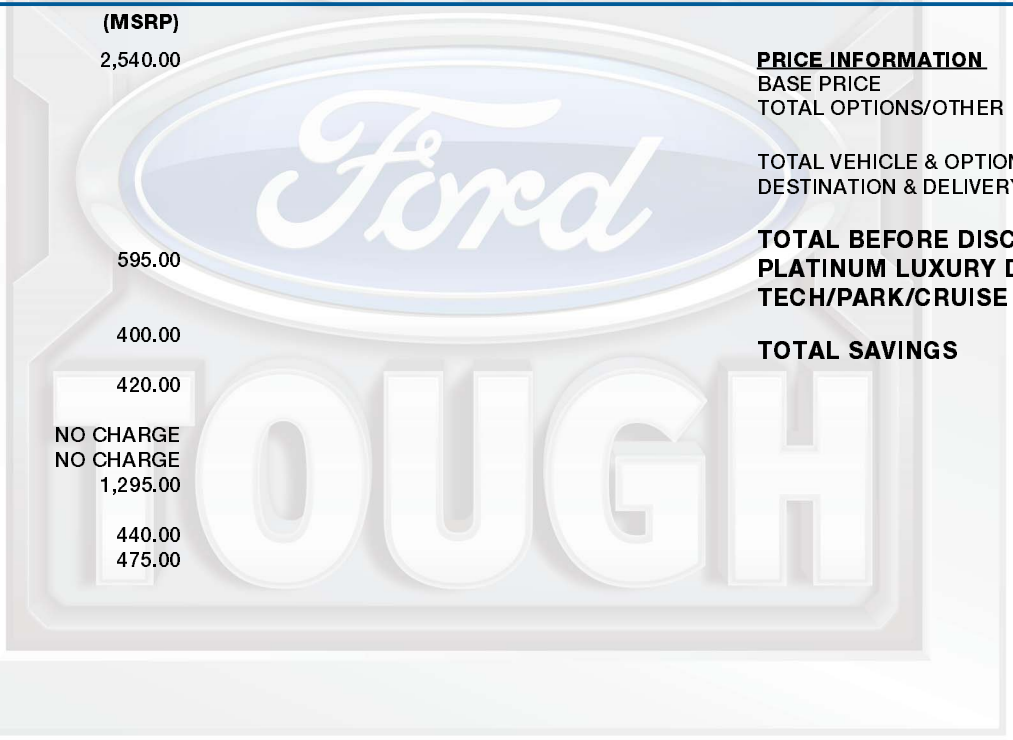 (MSRP)
2,540.00
595.00
400.00
420.00
NO CHARGE
NO CHARGE
1,295.00
440.00
475.00
PRICE INFORMATION
BASE PRICE
TOTAL OPTIONS/OTHER
TOTAL VEHICLE & OPTION
DESTINATION & DELIVERY
TOTAL BEFORE DISC
PLATINUM LUXURY D
TECH/PARK/CRUISE
TOTAL SAVINGS
Ford
TOUGH